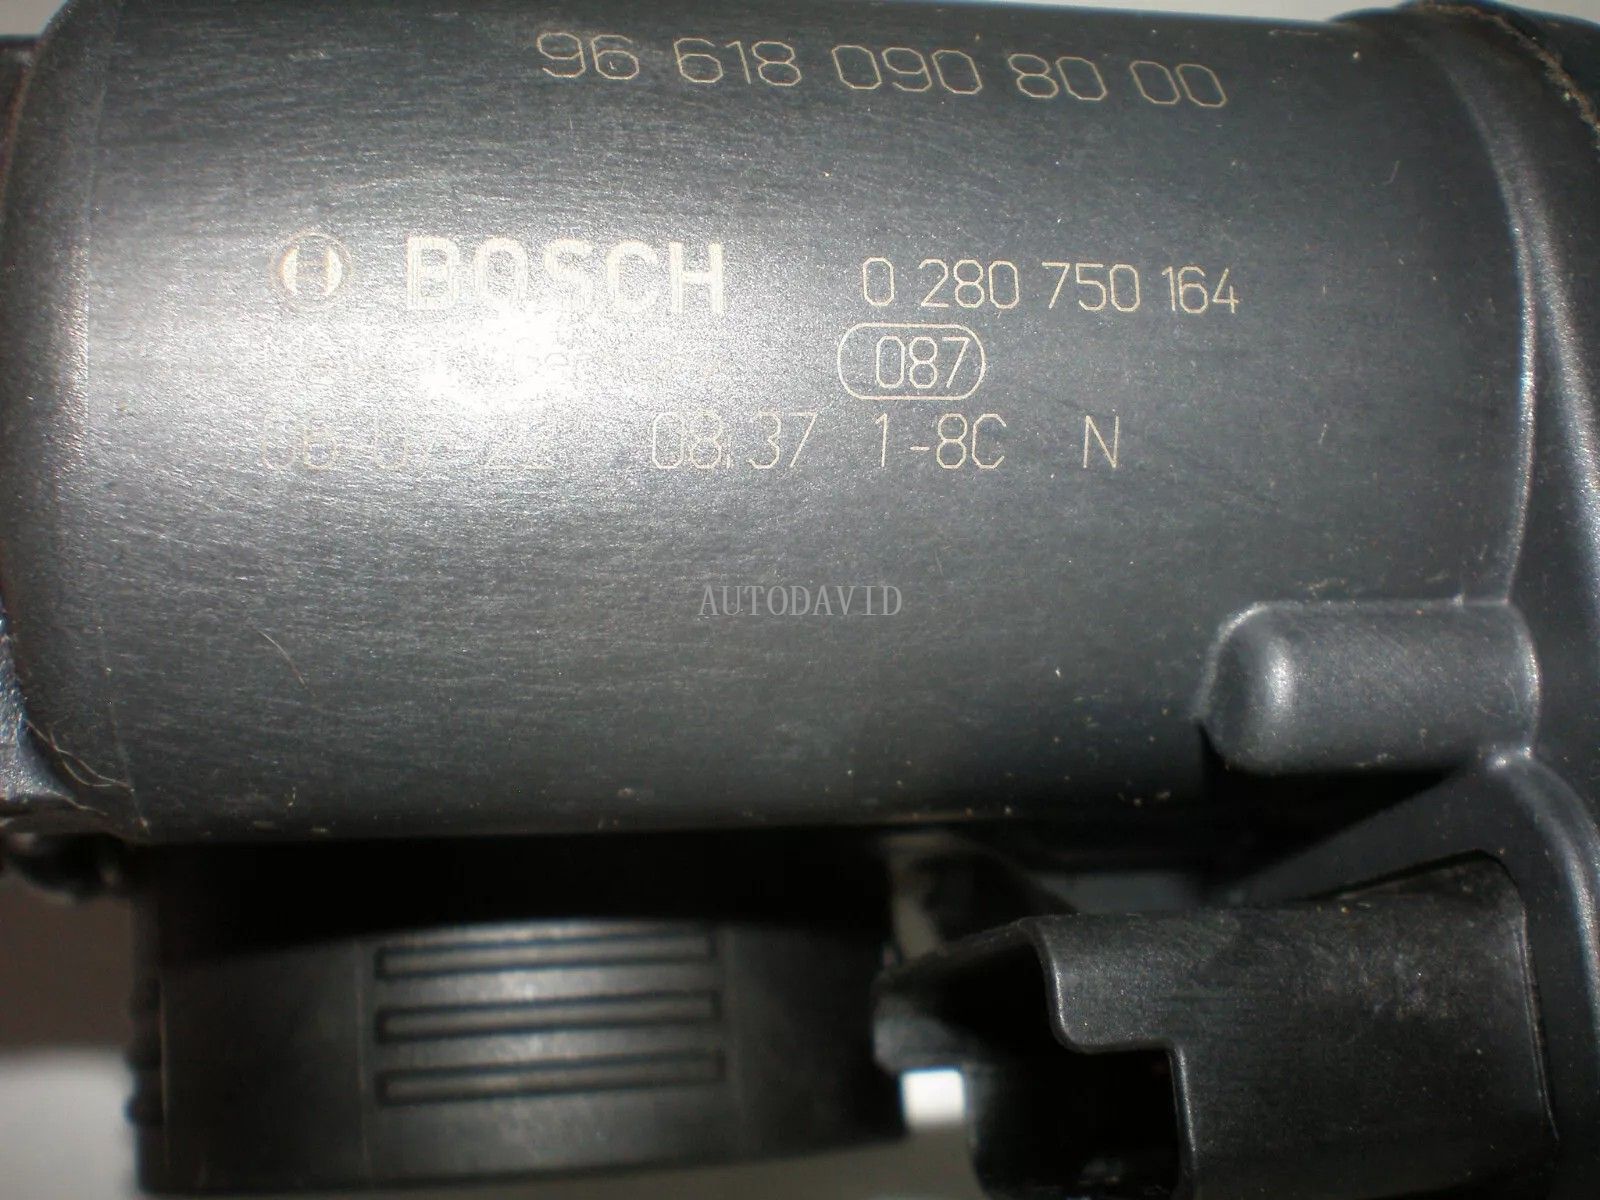 96 618 090 80 00
BOSCH 0 280 750 164
087
08:37 1-8C N
AUTODAVID